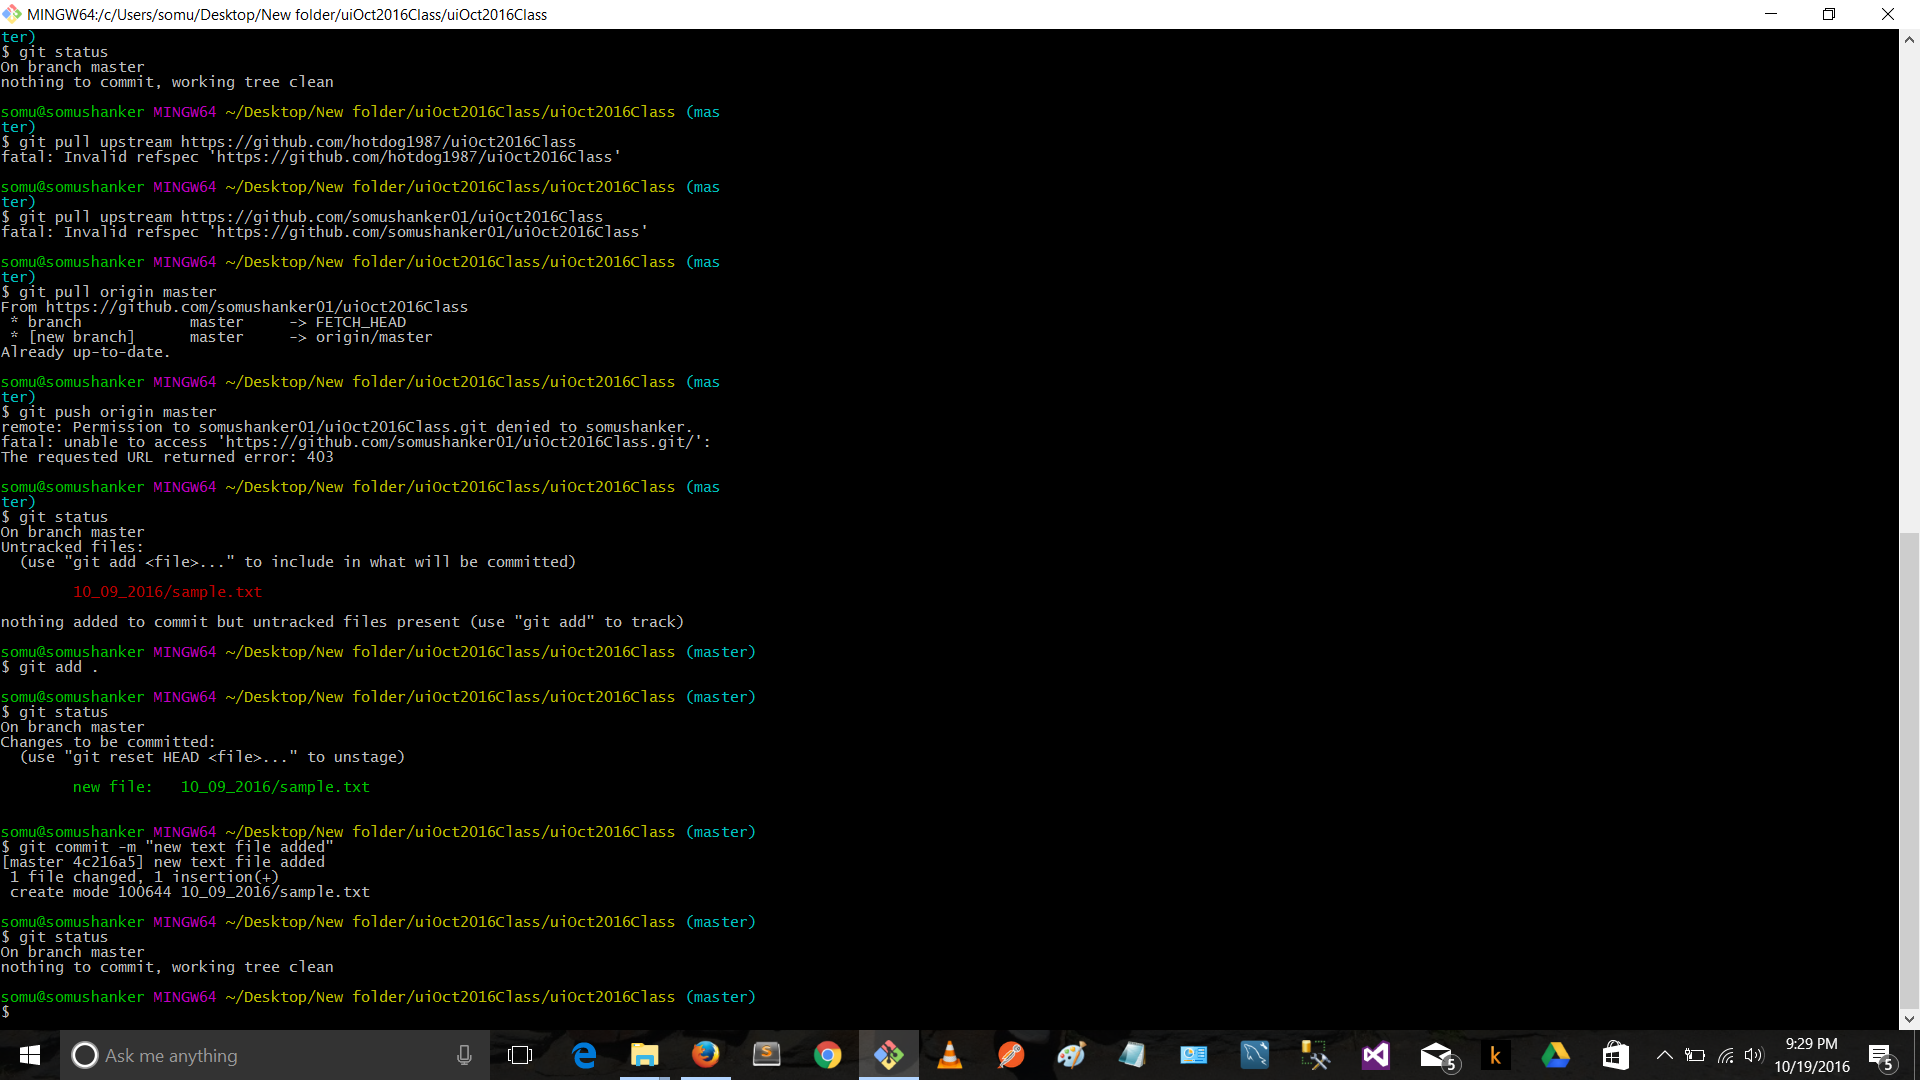 MINGW64:/c/Users/somu/Desktop/New folder/uiOct2016Class/uiOct2016Class
ter)
$ git status
On branch master
nothing to commit, working tree clean
somu@somushanker MINGW64 ~/Desktop/New folder/uiOct2016Class/uiOct2016Class (mas
ter)
$ git pull upstream https://github.com/hotdog1987/uiOct2016Class
fatal: Invalid refspec 'https://github.com/hotdog1987/uiOct2016Class'
somu@somushanker MINGW64 ~/Desktop/New folder/uiOct2016Class/uiOct2016Class (mas
ter)
$ git pull upstream https://github.com/somushanker01/uiOct2016Class
fatal: Invalid refspec 'https://github.com/somushanker01/uiOct2016Class'
somu@somushanker MINGW64 ~/Desktop/New folder/uiOct2016Class/uiOct2016Class (mas
ter)
$ git pull origin master
From https://github.com/somushanker01/uiOct2016Class
 * branch            master     -> FETCH_HEAD
 * [new branch]      master     -> origin/master
Already up-to-date.
somu@somushanker MINGW64 ~/Desktop/New folder/uiOct2016Class/uiOct2016Class (mas
ter)
$ git push origin master
remote: Permission to somushanker01/uiOct2016Class.git denied to somushanker.
fatal: unable to access 'https://github.com/somushanker01/uiOct2016Class.git/':
The requested URL returned error: 403
somu@somushanker MINGW64 ~/Desktop/New folder/uiOct2016Class/uiOct2016Class (mas
ter)
$ git status
On branch master
Untracked files:
  (use "git add <file>..." to include in what will be committed)
        10_09_2016/sample.txt
nothing added to commit but untracked files present (use "git add" to track)
somu@somushanker MINGW64 ~/Desktop/New folder/uiOct2016Class/uiOct2016Class (master)
$ git add .
somu@somushanker MINGW64 ~/Desktop/New folder/uiOct2016Class/uiOct2016Class (master)
$ git status
On branch master
Changes to be committed:
  (use "git reset HEAD <file>..." to unstage)
        new file:   10_09_2016/sample.txt
somu@somushanker MINGW64 ~/Desktop/New folder/uiOct2016Class/uiOct2016Class (master)
$ git commit -m "new text file added"
[master 4c216a5] new text file added
 1 file changed, 1 insertion(+)
 create mode 100644 10_09_2016/sample.txt
somu@somushanker MINGW64 ~/Desktop/New folder/uiOct2016Class/uiOct2016Class (master)
$ git status
On branch master
nothing to commit, working tree clean
somu@somushanker MINGW64 ~/Desktop/New folder/uiOct2016Class/uiOct2016Class (master)
$
Ask me anything
S
5
k
9:29 PM
10/19/2016
5